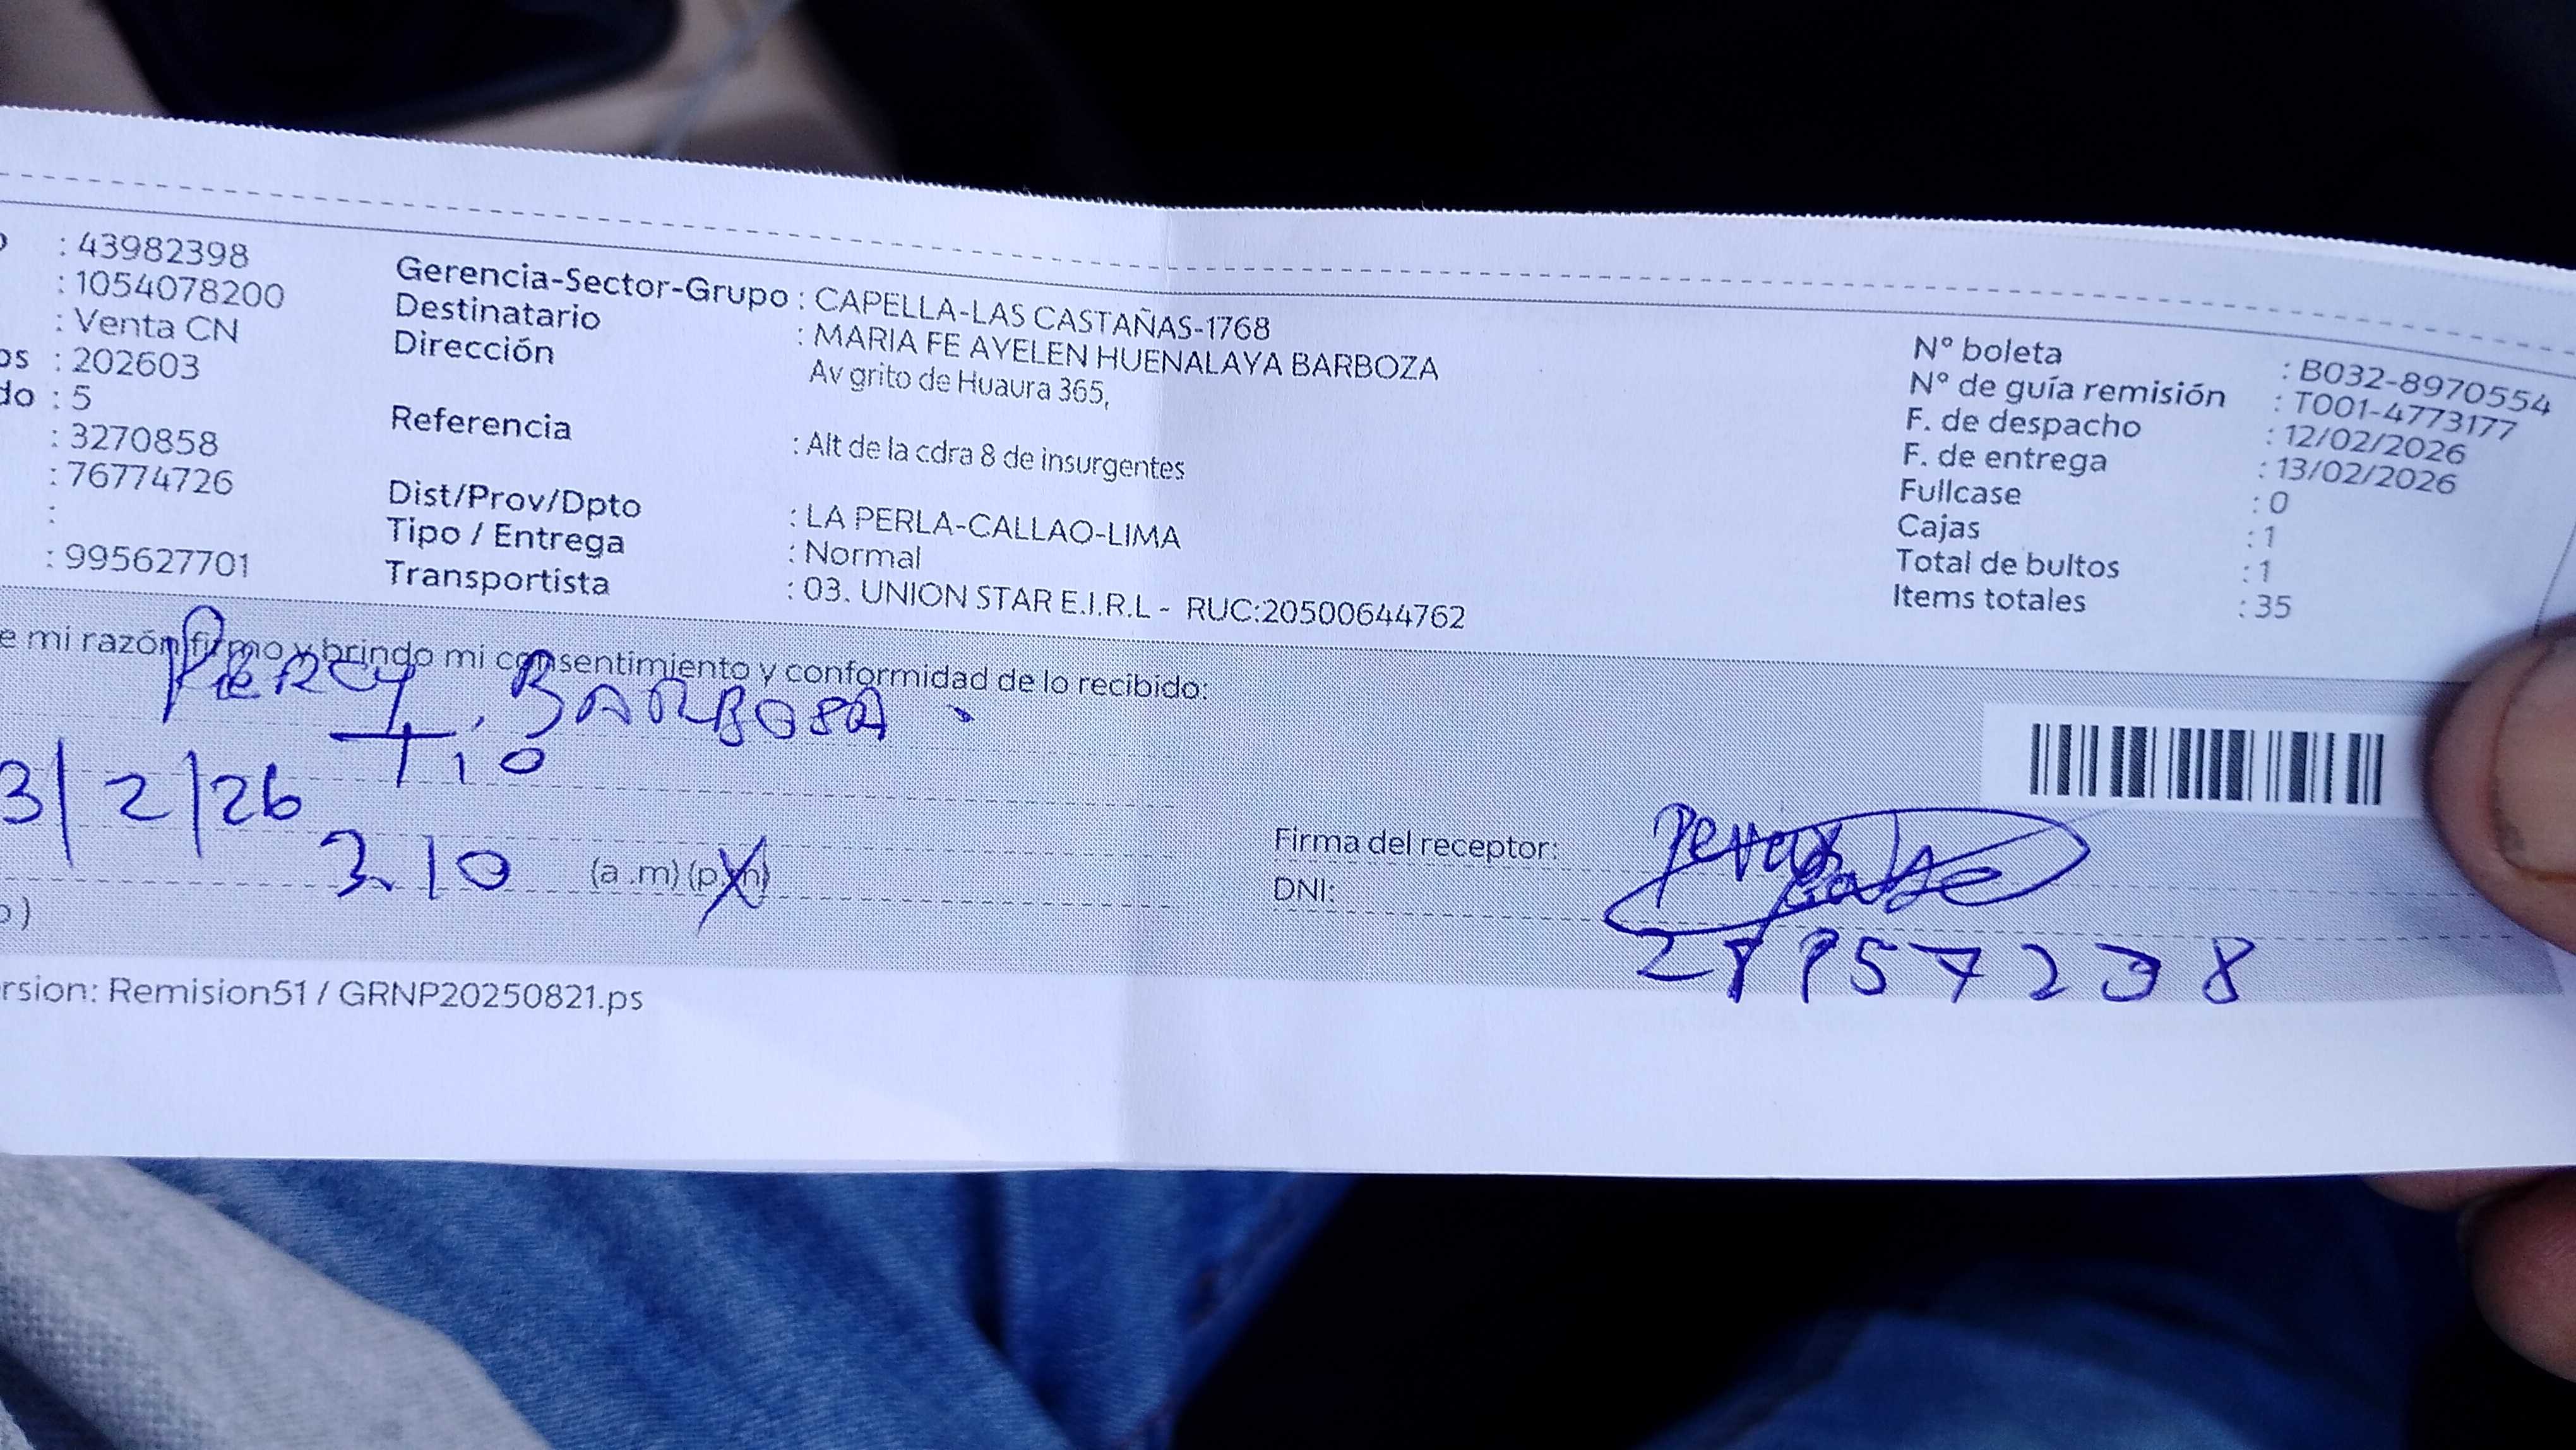 : 43982398
: 1054078200
: Venta CN
os : 202603
do : 5
: 3270858
: 76774726
:
: 995627701
Gerencia-Sector-Grupo : CAPELLA-LAS CASTAÑAS-1768
Destinatario : MARIA FE AYELEN HUENALAYA BARBOZA
Dirección Av grito de Huaura 365,
Referencia : Alt de la cdra 8 de insurgentes
Dist/Prov/Dpto : LA PERLA-CALLAO-LIMA
Tipo / Entrega : Normal
Transportista : 03. UNION STAR E.I.R.L - RUC:20500644762
Nº boleta : B032-8970554
Nº de guía remisión : T001-4773177
F. de despacho : 12/02/2026
F. de entrega : 13/02/2026
Fullcase : 0
Cajas : 1
Total de bultos : 1
Items totales : 35
e mi razón firmo y brindo mi consentimiento y conformidad de lo recibido:
Percy BARBOSA
Tio
3/2/26
3.10 (a.m) (p.m)
Firma del receptor:
DNI:
rsion: Remision51 / GRNP20250821.ps